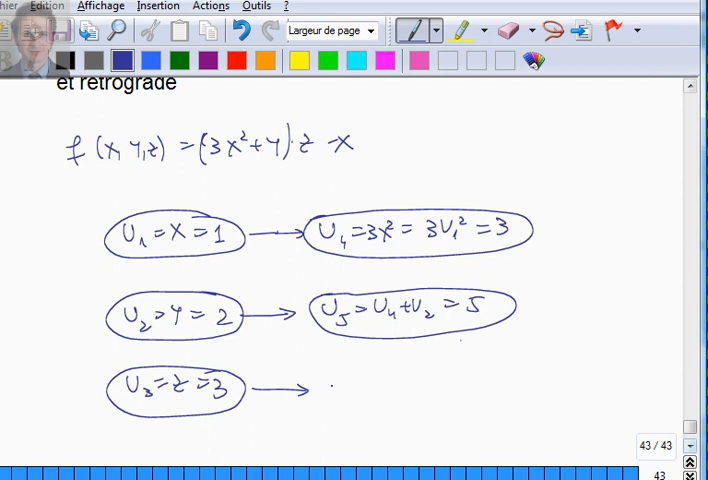 hier Edition Affichage Insertion Actions Outils ?
Largeur de page
et retrograde
f (x, y, z) = (3x² + y) · z - x
U₁ = x = 1 → U₄ = 3x² = 3U₁² = 3
U₂ = y = 2 → U₅ = U₄ + U₂ = 5
U₃ = z = 3 →
43 / 43
43